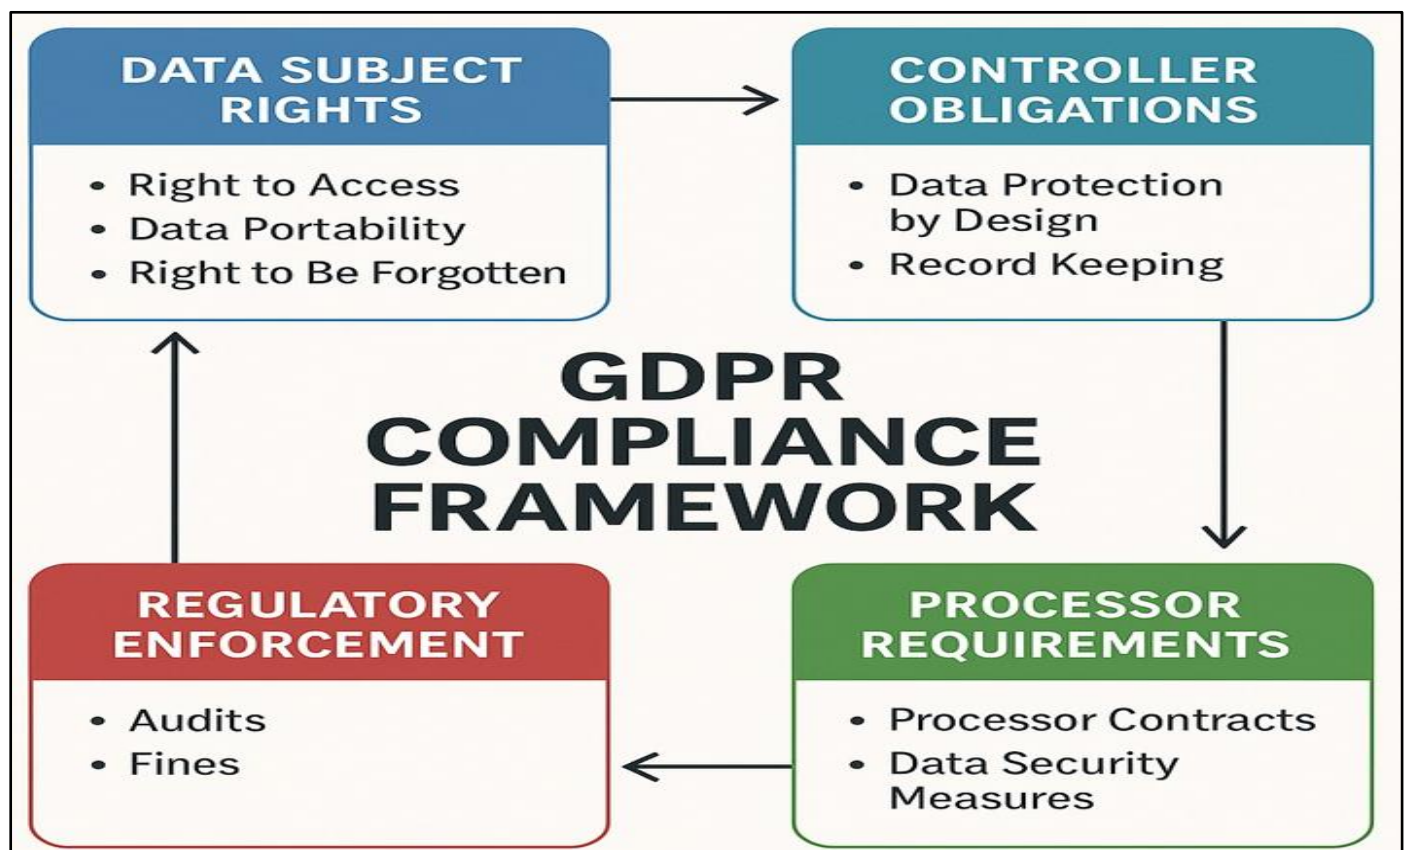 DATA SUBJECT
RIGHTS
• Right to Access
• Data Portability
• Right to Be Forgotten
CONTROLLER
OBLIGATIONS
• Data Protection
by Design
• Record Keeping
GDPR
COMPLIANCE
FRAMEWORK
REGULATORY
ENFORCEMENT
• Audits
• Fines
PROCESSOR
REQUIREMENTS
• Processor Contracts
• Data Security
Measures